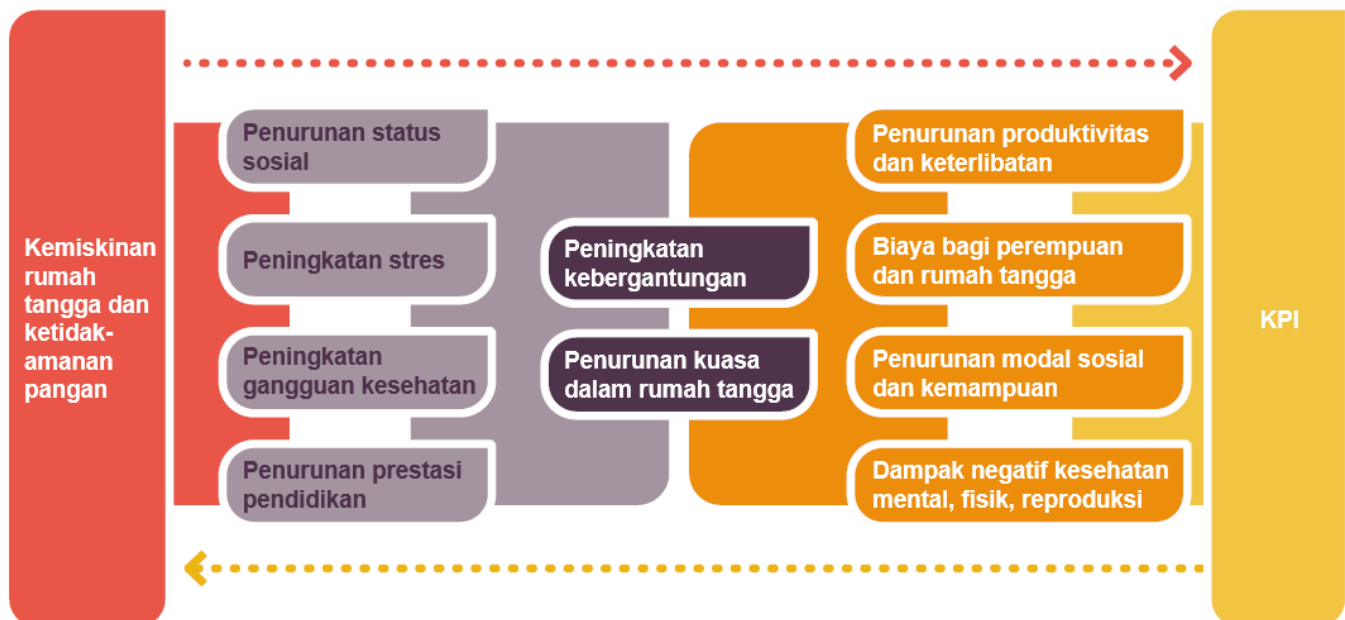 Kemiskinan
rumah
tangga dan
ketidak-
amanan
pangan
Penurunan status
sosial
Peningkatan stres
Peningkatan
gangguan kesehatan
Penurunan prestasi
pendidikan
Peningkatan
kebergantungan
Penurunan kuasa
dalam rumah tangga
Penurunan produktivitas
dan keterlibatan
Biaya bagi perempuan
dan rumah tangga
Penurunan modal sosial
dan kemampuan
Dampak negatif kesehatan
mental, fisik, reproduksi
KPI